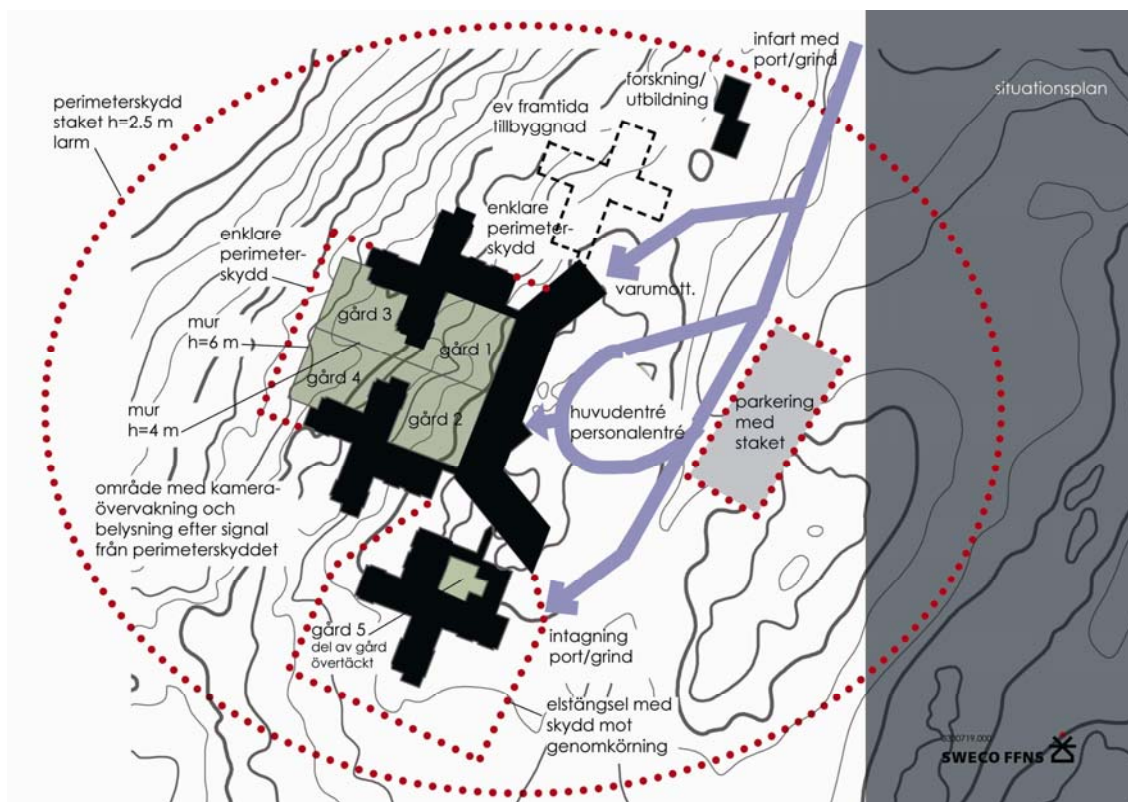 infart med
port/grind
situationsplan
forskning/
utbildning
perimeterskydd
staket h=2.5 m
larm
ev framtida
tillbyggnad
enklare
perimeter-
skydd
enklare
perimeter-
skydd
varumott.
gård 3
gård 1
mur
h=6 m
gård 4
gård 2
mur
h=4 m
huvudentré
personalentré
parkering
med
staket
område med kamera-
övervakning och
belysning efter signal
från perimeterskyddet
gård 5
del av gård
övertäckt
intagning
port/grind
elstängsel med
skydd mot
genomkörning
SWECO FFNS